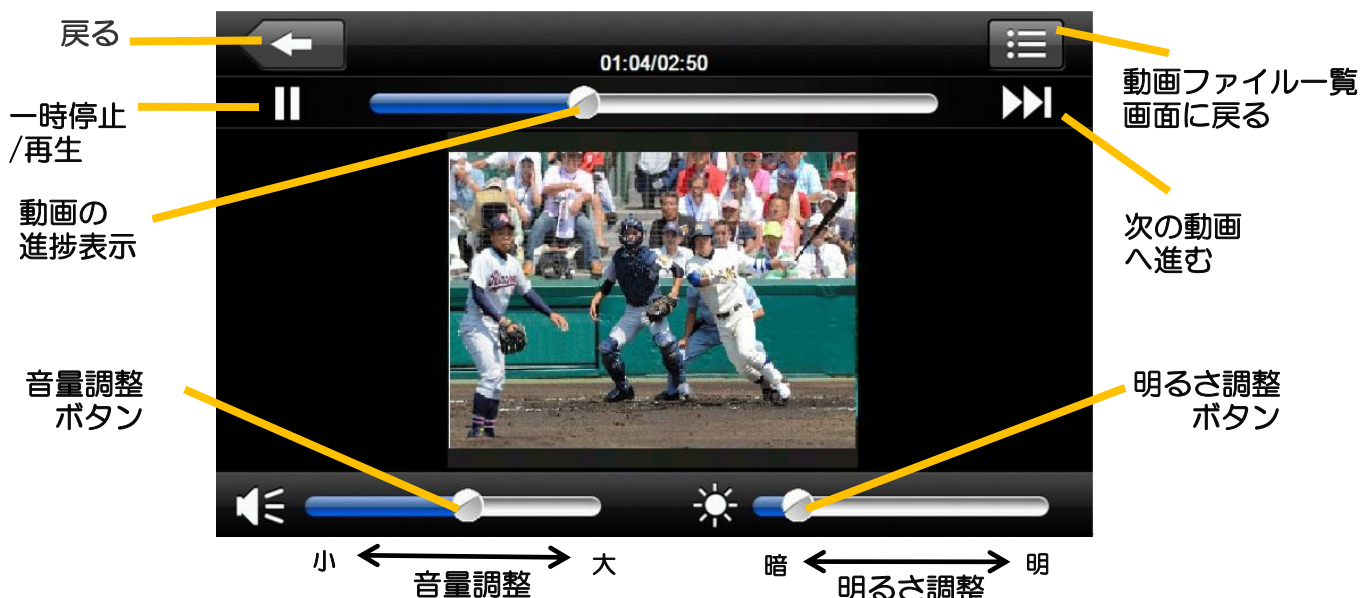 戻る
01:04/02:50
動画ファイル一覧
画面に戻る
一時停止
/再生
動画の
進捗表示
次の動画
へ進む
音量調整
ボタン
明るさ調整
ボタン
小
大
音量調整
暗
明
明るさ調整